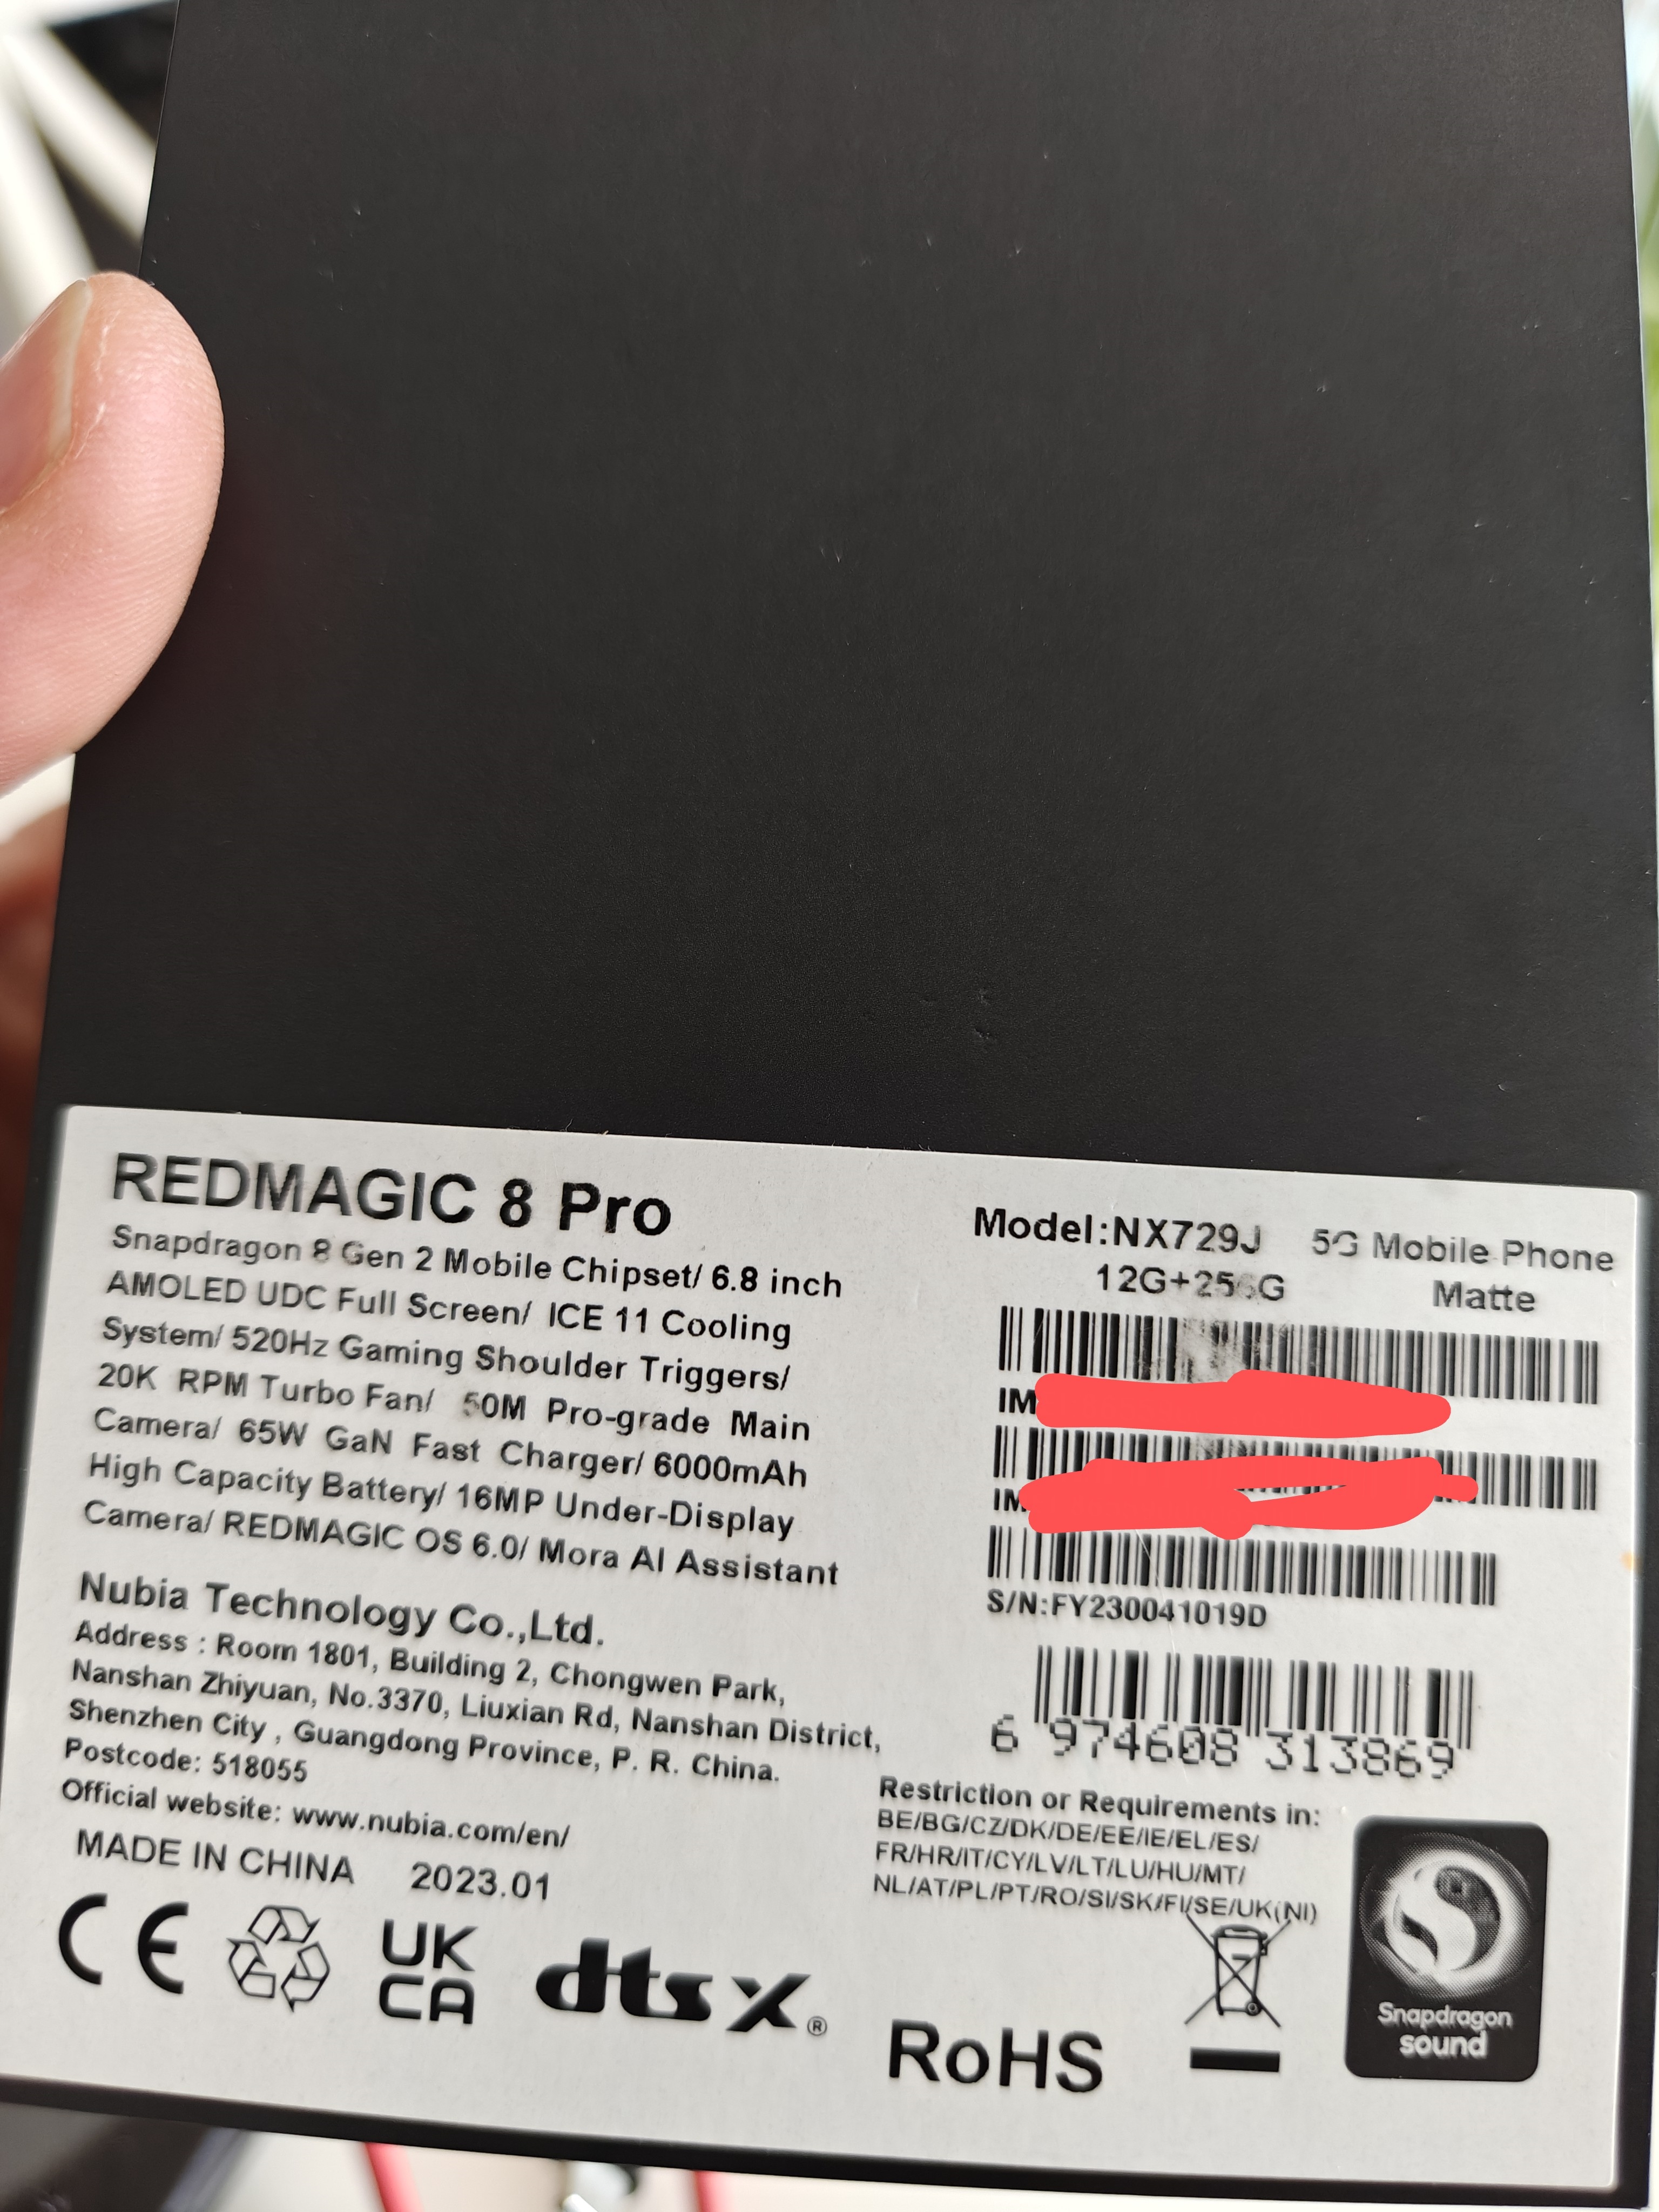 REDMAGIC 8 Pro
Snapdragon 8 Gen 2 Mobile Chipset/ 6.8 inch
AMOLED UDC Full Screen/ ICE 11 Cooling
System/ 520Hz Gaming Shoulder Triggers/
20K RPM Turbo Fan/ 50M Pro-grade Main
Camera/ 65W GaN Fast Charger/ 6000mAh
High Capacity Battery/ 16MP Under-Display
Camera/ REDMAGIC OS 6.0/ Mora AI Assistant
Nubia Technology Co.,Ltd.
Address : Room 1801, Building 2, Chongwen Park,
Nanshan Zhiyuan, No.3370, Liuxian Rd, Nanshan District,
Shenzhen City , Guangdong Province, P. R. China.
Postcode: 518055
Official website: www.nubia.com/en/
MADE IN CHINA 2023.01
CE
UK
CA
dts X®
Model:NX729J 5G Mobile Phone
12G+256G Matte
IM
IM
S/N:FY230041019D
6 974608 313869
Restriction or Requirements in:
BE/BG/CZ/DK/DE/EE/IE/EL/ES/
FR/HR/IT/CY/LV/LT/LU/HU/MT/
NL/AT/PL/PT/RO/SI/SK/FI/SE/UK(NI)
RoHS
Snapdragon
sound